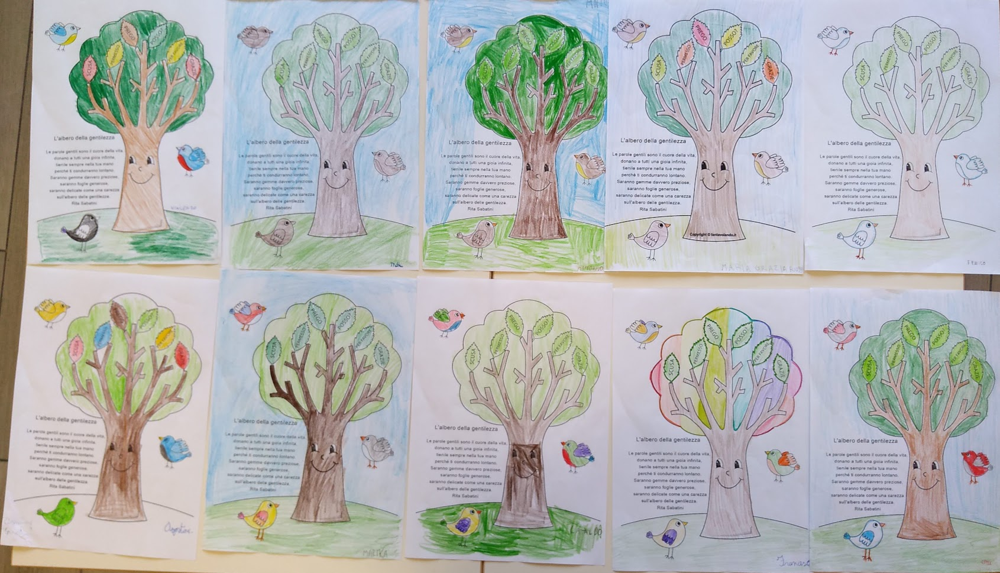 SCUSA
PERMESSO
PREGO
POSSO?
PER FAVORE
GRAZIE
L'albero della gentilezza
Le parole gentili sono il cuore della vita,
donano a tutti una gioia infinita,
tienile sempre nella tua mano
perché ti condurranno lontano.
Saranno gemme davvero preziose,
saranno foglie generose,
saranno delicate come una carezza
sull'albero delle gentilezza.
Rita Sabatini
SCUSA
PERMESSO
PREGO
POSSO?
PER FAVORE
GRAZIE
L'albero della gentilezza
Le parole gentili sono il cuore della vita,
donano a tutti una gioia infinita,
tienile sempre nella tua mano
perché ti condurranno lontano.
Saranno gemme davvero preziose,
saranno foglie generose,
saranno delicate come una carezza
sull'albero delle gentilezza.
Rita Sabatini
SCUSA
PERMESSO
PREGO
POSSO?
PER FAVORE
GRAZIE
L'albero della gentilezza
Le parole gentili sono il cuore della vita,
donano a tutti una gioia infinita,
tienile sempre nella tua mano
perché ti condurranno lontano.
Saranno gemme davvero preziose,
saranno foglie generose,
saranno delicate come una carezza
sull'albero delle gentilezza.
Rita Sabatini
SCUSA
PERMESSO
PREGO
POSSO?
PER FAVORE
GRAZIE
L'albero della gentilezza
Le parole gentili sono il cuore della vita,
donano a tutti una gioia infinita,
tienile sempre nella tua mano
perché ti condurranno lontano.
Saranno gemme davvero preziose,
saranno foglie generose,
saranno delicate come una carezza
sull'albero delle gentilezza.
Rita Sabatini
Copyright © fantavolando.it
MARIA GRAZIA
SCUSA
PERMESSO
PREGO
POSSO?
PER FAVORE
GRAZIE
L'albero della gentilezza
Le parole gentili sono il cuore della vita,
donano a tutti una gioia infinita,
tienile sempre nella tua mano
perché ti condurranno lontano.
Saranno gemme davvero preziose,
saranno foglie generose,
saranno delicate come una carezza
sull'albero delle gentilezza.
Rita Sabatini
SCUSA
L'albero della gentilezza
Le parole gentili sono il cuore della vita,
donano a tutti una gioia infinita,
tienile sempre nella tua mano
perché ti condurranno lontano.
Saranno gemme davvero preziose,
saranno foglie generose,
saranno delicate come una carezza
sull'albero delle gentilezza.
Rita Sabatini
SCUSA
PERMESSO
PREGO
POSSO?
PER FAVORE
GRAZIE
L'albero della gentilezza
Le parole gentili sono il cuore della vita,
donano a tutti una gioia infinita,
tienile sempre nella tua mano
perché ti condurranno lontano.
Saranno gemme davvero preziose,
saranno foglie generose,
saranno delicate come una carezza
sull'albero delle gentilezza.
Rita Sabatini
MARIKA
SCUSA
PERMESSO
PREGO
POSSO?
PER FAVORE
GRAZIE
L'albero della gentilezza
Le parole gentili sono il cuore della vita,
donano a tutti una gioia infinita,
tienile sempre nella tua mano
perché ti condurranno lontano.
Saranno gemme davvero preziose,
saranno foglie generose,
saranno delicate come una carezza
sull'albero delle gentilezza.
Rita Sabatini
SCUSA
PERMESSO
PREGO
POSSO?
PER FAVORE
GRAZIE
L'albero della gentilezza
Le parole gentili sono il cuore della vita,
donano a tutti una gioia infinita,
tienile sempre nella tua mano
perché ti condurranno lontano.
Saranno gemme davvero preziose,
saranno foglie generose,
saranno delicate come una carezza
sull'albero delle gentilezza.
Rita Sabatini
SCUSA
PERMESSO
PREGO
POSSO?
PER FAVORE
GRAZIE
L'albero della gentilezza
Le parole gentili sono il cuore della vita,
donano a tutti una gioia infinita,
tienile sempre nella tua mano
perché ti condurranno lontano.
Saranno gemme davvero preziose,
saranno foglie generose,
saranno delicate come una carezza
sull'albero delle gentilezza.
Rita Sabatini